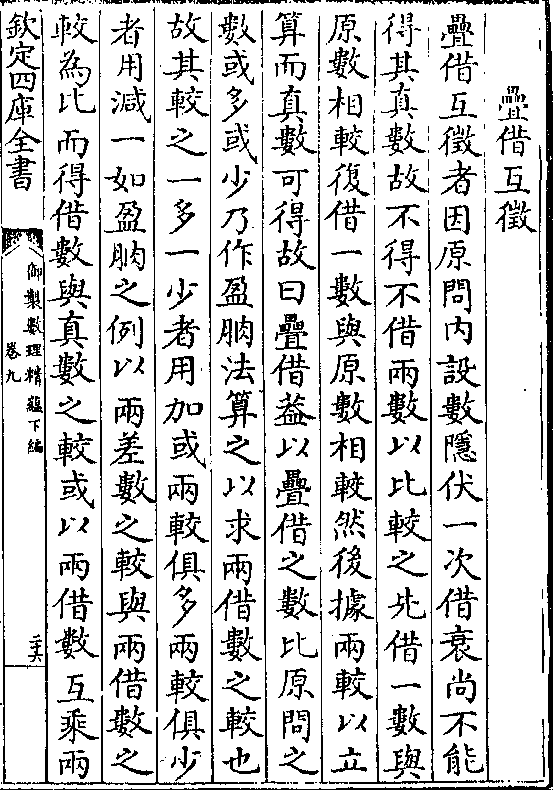 疊借互徵
疊借互徵者因原問內設數隱伏一次借衰尚不能
得其真數故不得不借兩數以比較之先借一數與
原數相較復借一數與原數相較然後據兩較以立
算而真數可得故曰疊借葢以疊借之數比原問之
數或多或少乃作盈朒法算之以求兩借數之較也
故其較之一多一少者用加或兩較俱多兩較俱少
者用減一如盈朒之例以兩差數之較與兩借數之
較為比而得借數與真數之較或以兩借數互乘兩
欽定四庫全書
御製數理精藴下編
卷九
二十六